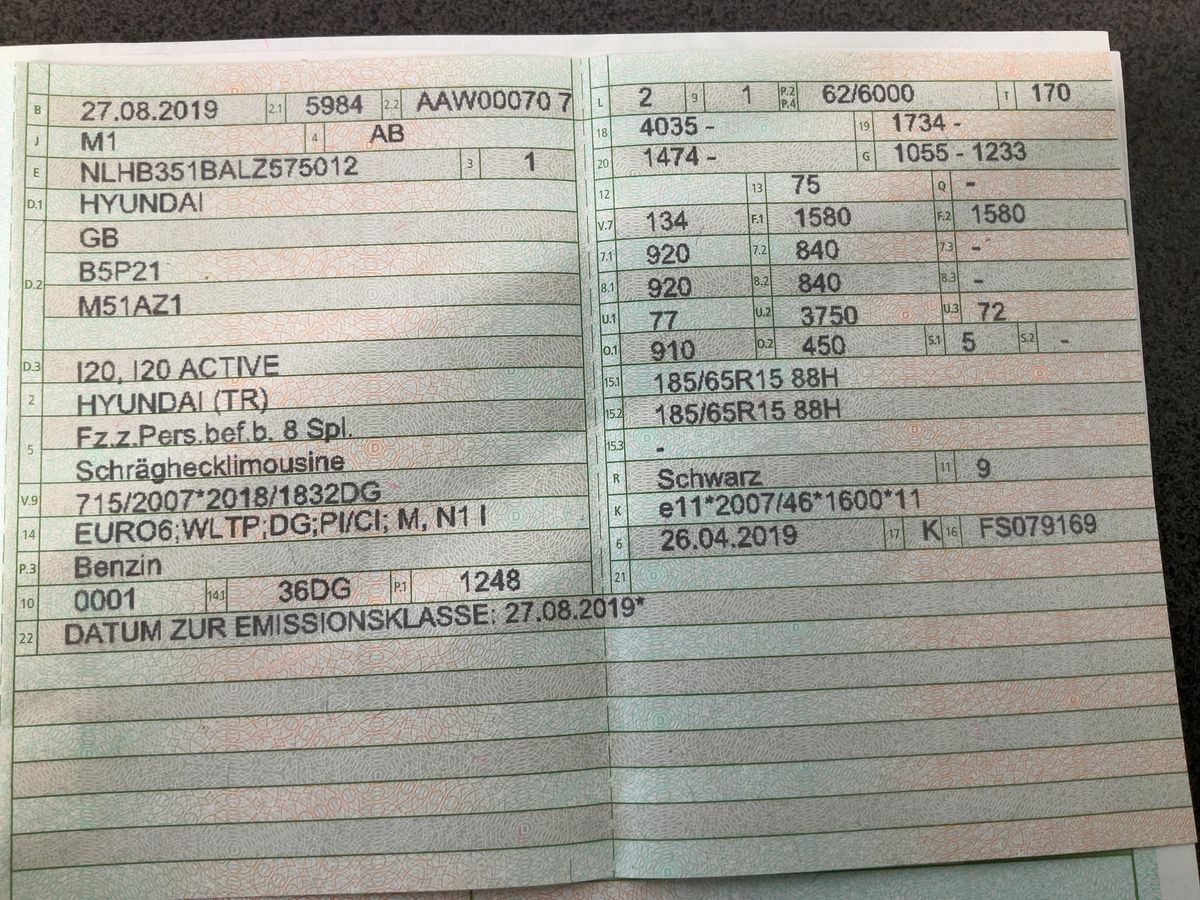 B 27.08.2019 2.1 5984 2.2 AAW00070 7
J M1 4 AB
E NLHB351BALZ575012 3 1
D.1 HYUNDAI
GB
D.2 B5P21
M51AZ1
D.3 I20, I20 ACTIVE
2 HYUNDAI (TR)
5 Fz.z.Pers.bef.b. 8 Spl.
Schräghecklimousine
V.9 715/2007*2018/1832DG
14 EURO6;WLTP;DG;PI/CI; M, N1 I
P.3 Benzin
10 0001 14.1 36DG P.1 1248
22 DATUM ZUR EMISSIONSKLASSE: 27.08.2019*
L 2 9 1 P.2 P.4 62/6000 T 170
18 4035 - 19 1734 -
20 1474 - G 1055 - 1233
12 13 75 Q -
V.7 134 F.1 1580 F.2 1580
7.1 920 7.2 840 7.3 -
8.1 920 8.2 840 8.3 -
U.1 77 U.2 3750 U.3 72
O.1 910 O.2 450 S.1 5 S.2 -
15.1 185/65R15 88H
15.2 185/65R15 88H
15.3 -
R Schwarz 11 9
K e11*2007/46*1600*11
6 26.04.2019 17 K 16 FS079169
21